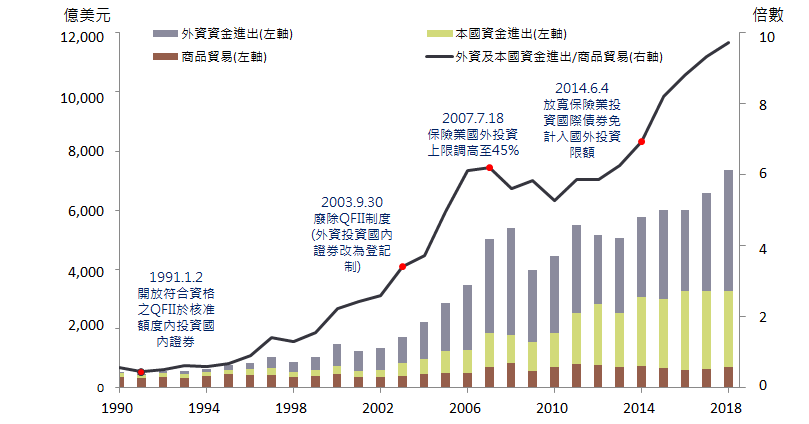 億美元
倍數
外資資金進出(左軸)
本國資金進出(左軸)
商品貿易(左軸)
外資及本國資金進出/商品貿易(右軸)
12,000
10,000
8,000
6,000
4,000
2,000
0
10
8
6
4
2
0
2014.6.4
放寬保險業投
資國際債券免
計入國外投資
限額
2007.7.18
保險業國外投資
上限調高至45%
2003.9.30
廢除QFII制度
(外資投資國內
證券改為登記
制)
1991.1.2
開放符合資格
之QFII於核准
額度內投資國
內證券
1990
1994
1998
2002
2006
2010
2014
2018